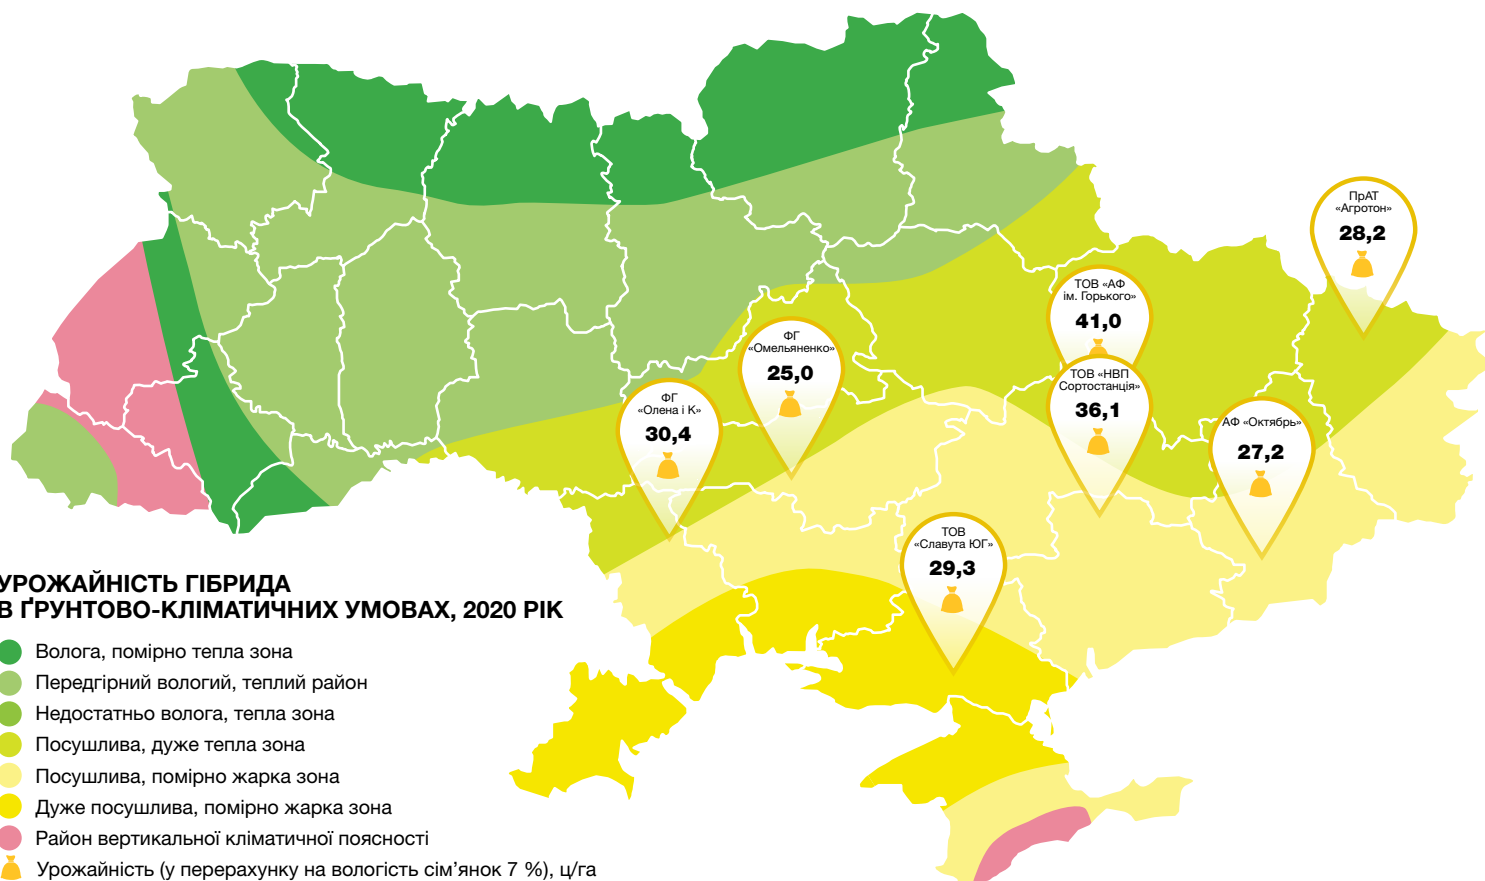 ПрАТ
«Агротон»
28,2
ТОВ «АФ
ім. Горького»
41,0
ФГ
«Омельяненко»
25,0
ТОВ «НВП
Сортостанція»
36,1
ФГ
«Олена і К»
30,4
АФ «Октябрь»
27,2
ТОВ
«Славута ЮГ»
29,3
УРОЖАЙНІСТЬ ГІБРИДА
В ҐРУНТОВО-КЛІМАТИЧНИХ УМОВАХ, 2020 РІК
Волога, помірно тепла зона
Передгірний вологий, теплий район
Недостатньо волога, тепла зона
Посушлива, дуже тепла зона
Посушлива, помірно жарка зона
Дуже посушлива, помірно жарка зона
Район вертикальної кліматичної поясності
Урожайність (у перерахунку на вологість сім’янок 7 %), ц/га